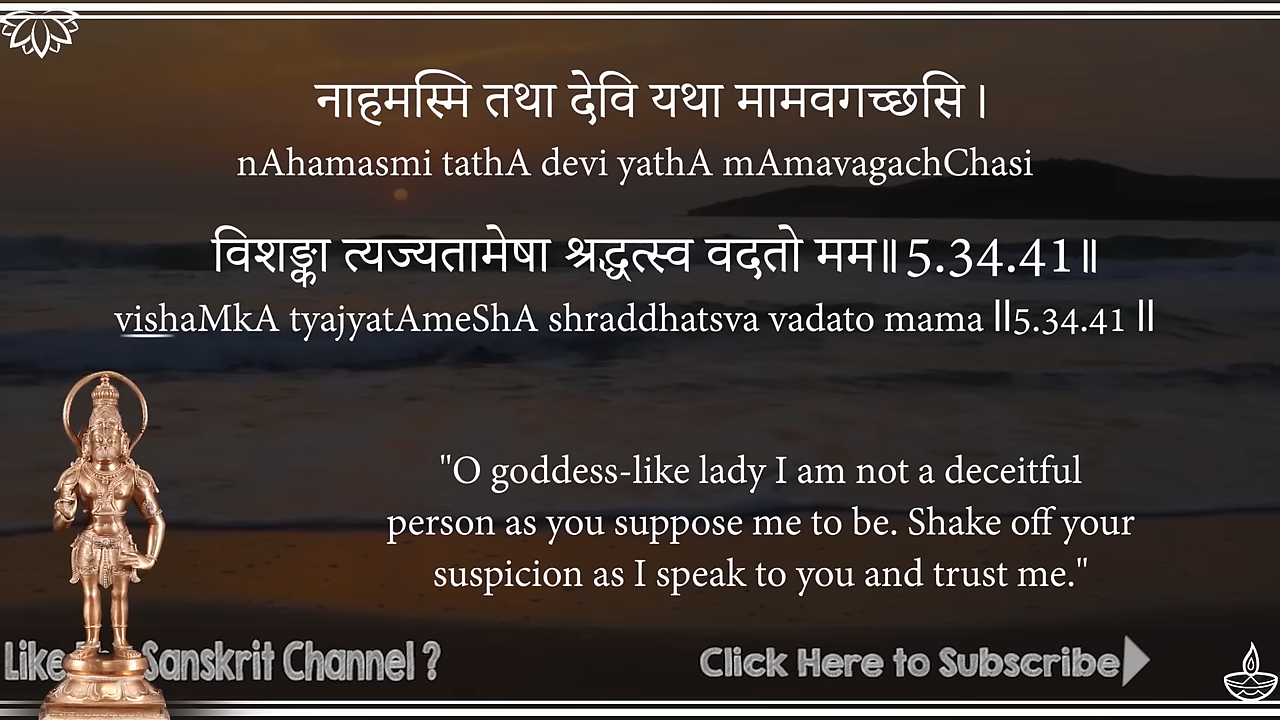 नाहमस्मि तथा देवि यथा मामवगच्छसि ।
nAhamasmi tathA devi yathA mAmavagachChasi
विशङ्का त्यज्यतामेषा श्रद्धत्स्व वदतो मम॥5.34.41॥
vishaMkA tyajyatAmeShA shraddhatsva vadato mama ॥5.34.41 ॥
"O goddess-like lady I am not a deceitful
person as you suppose me to be. Shake off your
suspicion as I speak to you and trust me."
Like Sanskrit Channel ?
Click Here to Subscribe